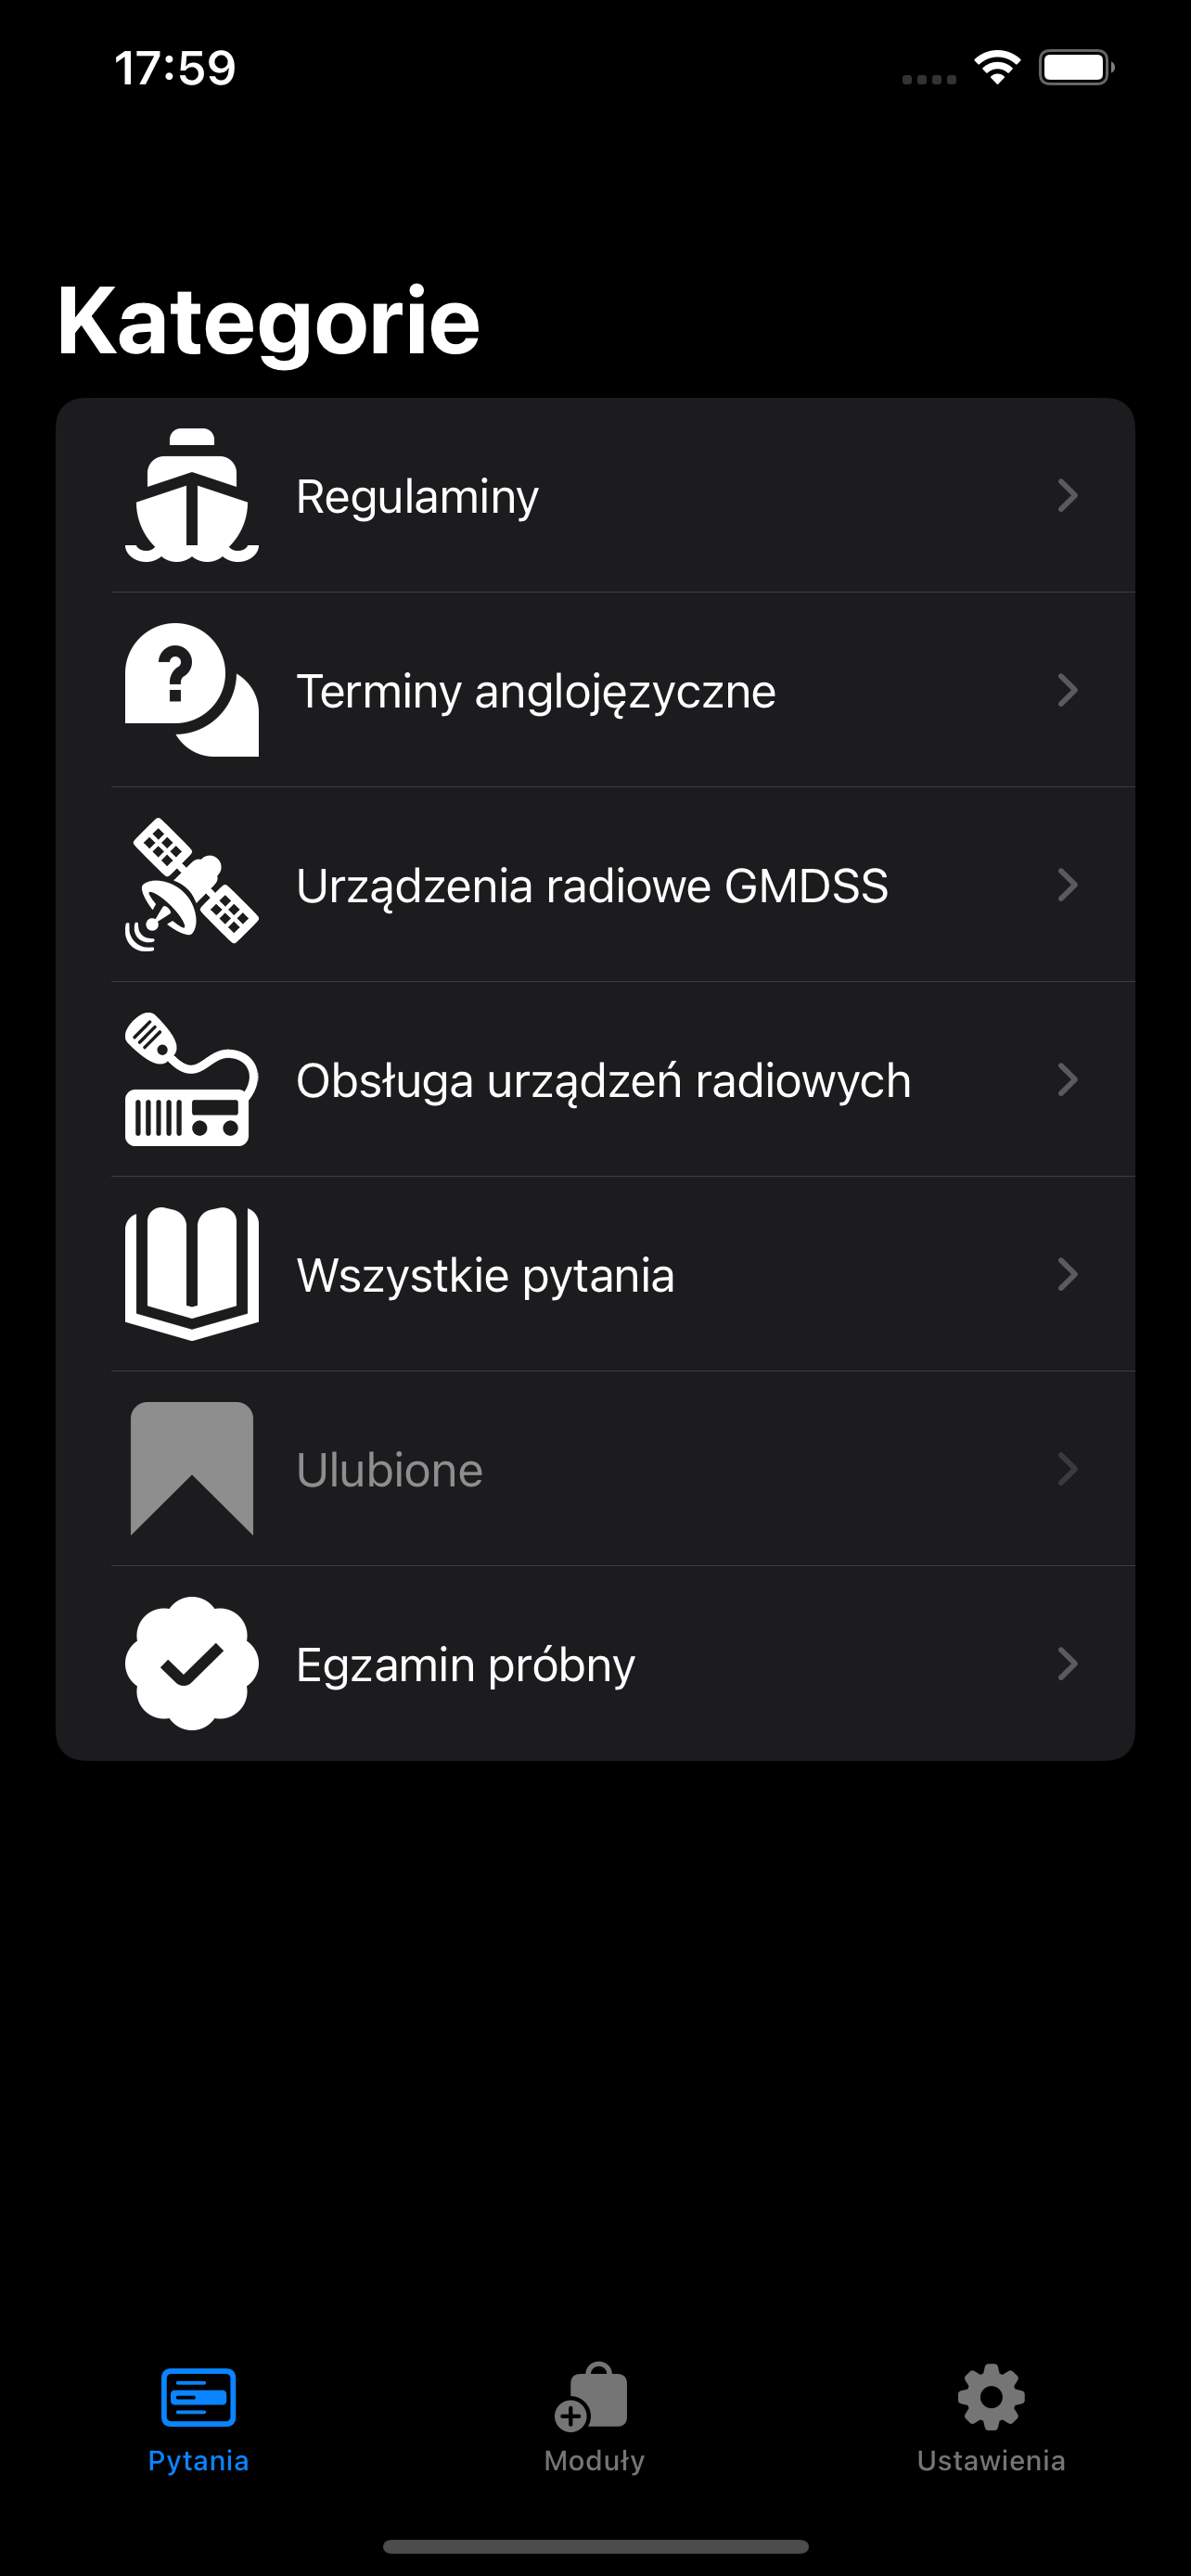 17:59
Kategorie
Regulaminy
Terminy anglojęzyczne
Urządzenia radiowe GMDSS
Obsługa urządzeń radiowych
Wszystkie pytania
Ulubione
Egzamin próbny
Pytania
Moduły
Ustawienia